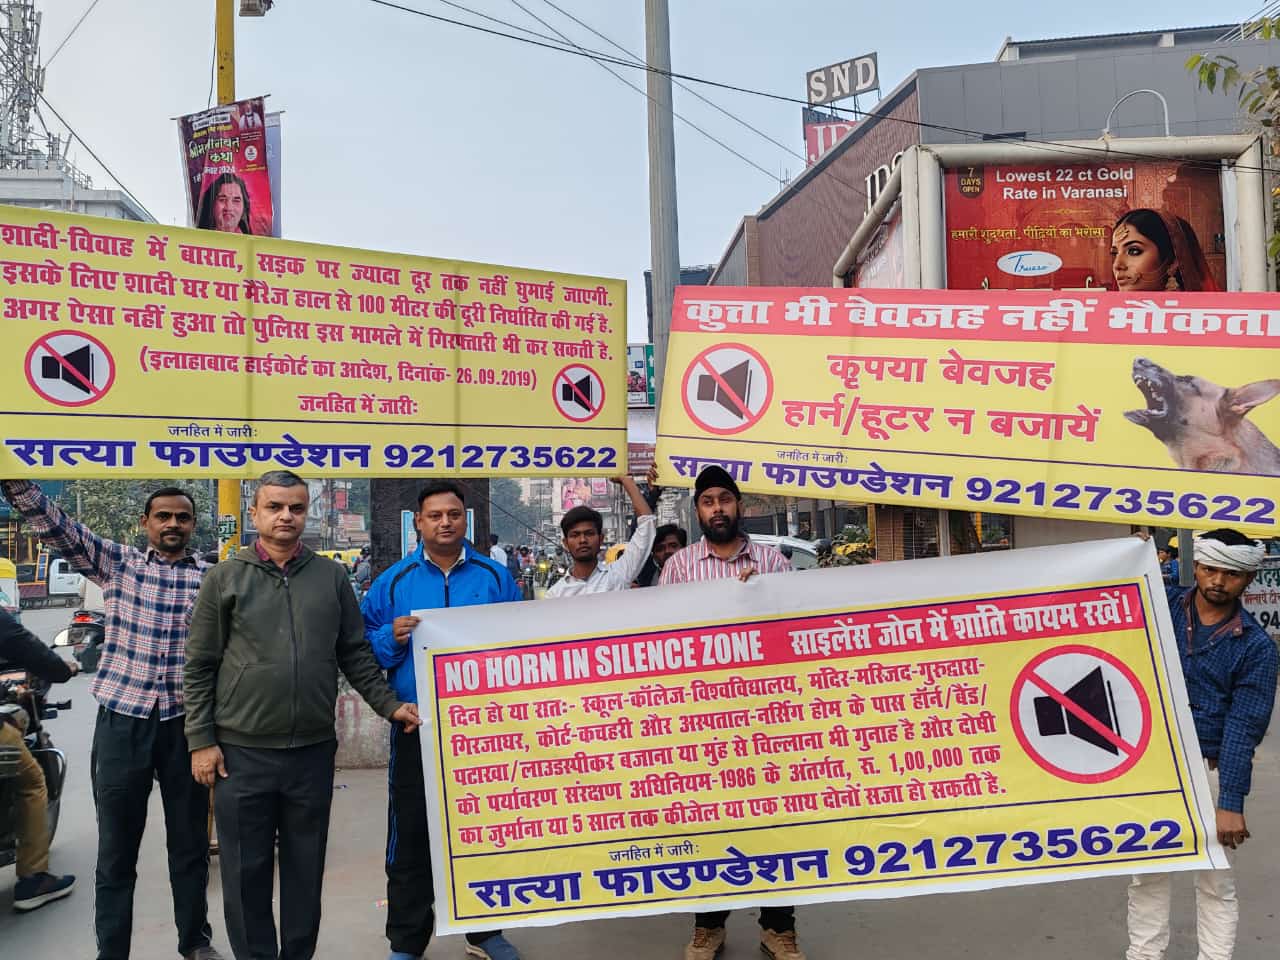 SND
श्रीमद्भागवत
कथा
7 DAYS OPEN
Lowest 22 ct Gold
Rate in Varanasi
हमारी शुद्धता, पीढ़ियों का भरोसा
शादी-विवाह में बारात, सड़क पर ज्यादा दूर तक नहीं घुमाई जाएगी.
इसके लिए शादी घर या मैरेज हाल से 100 मीटर की दूरी निर्धारित की गई है.
अगर ऐसा नहीं हुआ तो पुलिस इस मामले में गिरफ्तारी भी कर सकती है.
(इलाहाबाद हाईकोर्ट का आदेश, दिनांक- 26.09.2019)
जनहित में जारीः
जनहित में जारीः
सत्या फाउण्डेशन 9212735622
कुत्ता भी बेवजह नहीं भौंकता
कृपया बेवजह
हार्न/हूटर न बजायें
जनहित में जारीः
सत्या फाउण्डेशन 9212735622
NO HORN IN SILENCE ZONE साइलेंस जोन में शांति कायम रखें!
दिन हो या रातः- स्कूल-कॉलेज-विश्वविद्यालय, मंदिर-मस्जिद-गुरूद्वारा-
गिरजाघर, कोर्ट-कचहरी और अस्पताल-नर्सिंग होम के पास हॉर्न/बैंड/
पटाखा/लाउडस्पीकर बजाना या मुंह से चिल्लाना भी गुनाह है और दोषी
को पर्यावरण संरक्षण अधिनियम-1986 के अंतर्गत, रु. 1,00,000 तक
का जुर्माना या 5 साल तक की जेल या एक साथ दोनों सजा हो सकती है.
जनहित में जारीः
सत्या फाउण्डेशन 9212735622